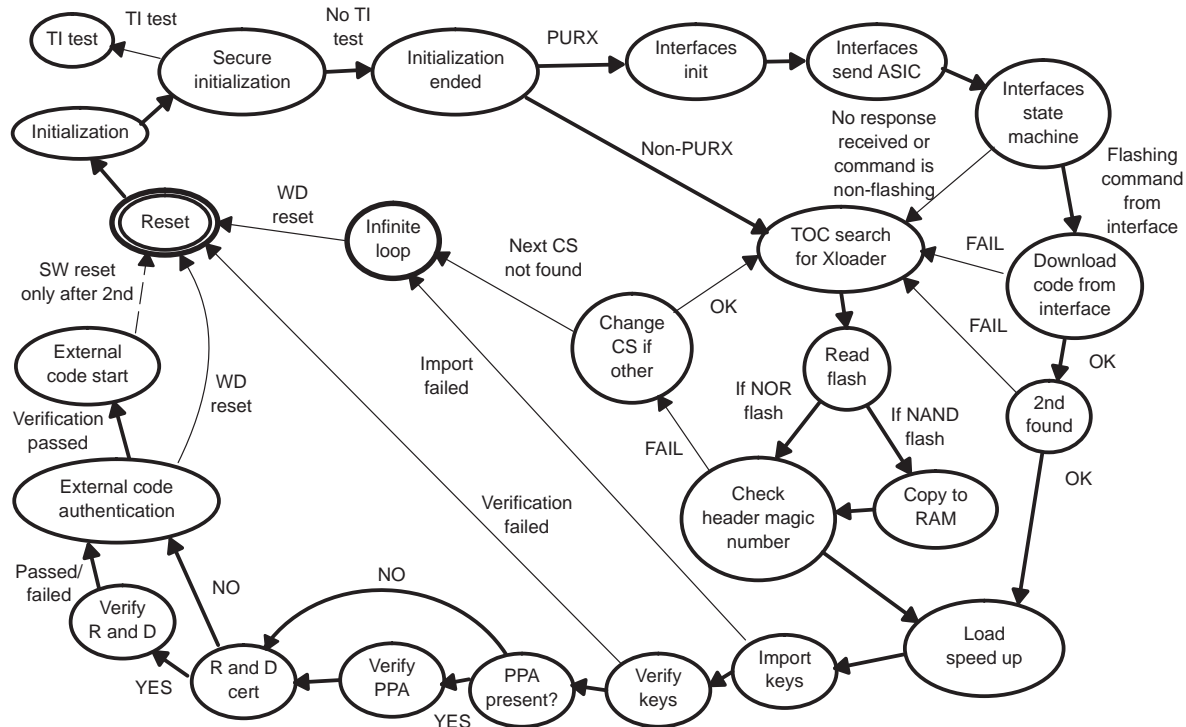 TI test
TI test
Secure
initialization
No TI
test
Initialization
ended
PURX
Interfaces
init
Interfaces
send ASIC
Interfaces
state
machine
Initialization
Non-PURX
No response
received or
command is
non-flashing
Flashing
command
from
interface
Reset
WD
reset
Infinite
loop
Next CS
not found
TOC search
for Xloader
FAIL
Download
code from
interface
SW reset
only after 2nd
OK
Change
CS if
other
FAIL
OK
External
code start
WD
reset
Import
failed
Read
flash
2nd
found
Verification
passed
If NOR
flash
If NAND
flash
FAIL
OK
External code
authentication
Verification
failed
Check
header magic
number
Copy to
RAM
Passed/
failed
NO
NO
Verify
R and D
YES
R and D
cert
Verify
PPA
YES
PPA
present?
Verify
keys
Import
keys
Load
speed up